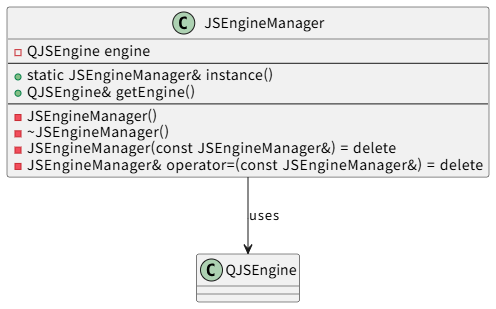 C JSEngineManager
QJSEngine engine
static JSEngineManager& instance()
QJSEngine& getEngine()
JSEngineManager()
~JSEngineManager()
JSEngineManager(const JSEngineManager&) = delete
JSEngineManager& operator=(const JSEngineManager&) = delete
uses
C QJSEngine